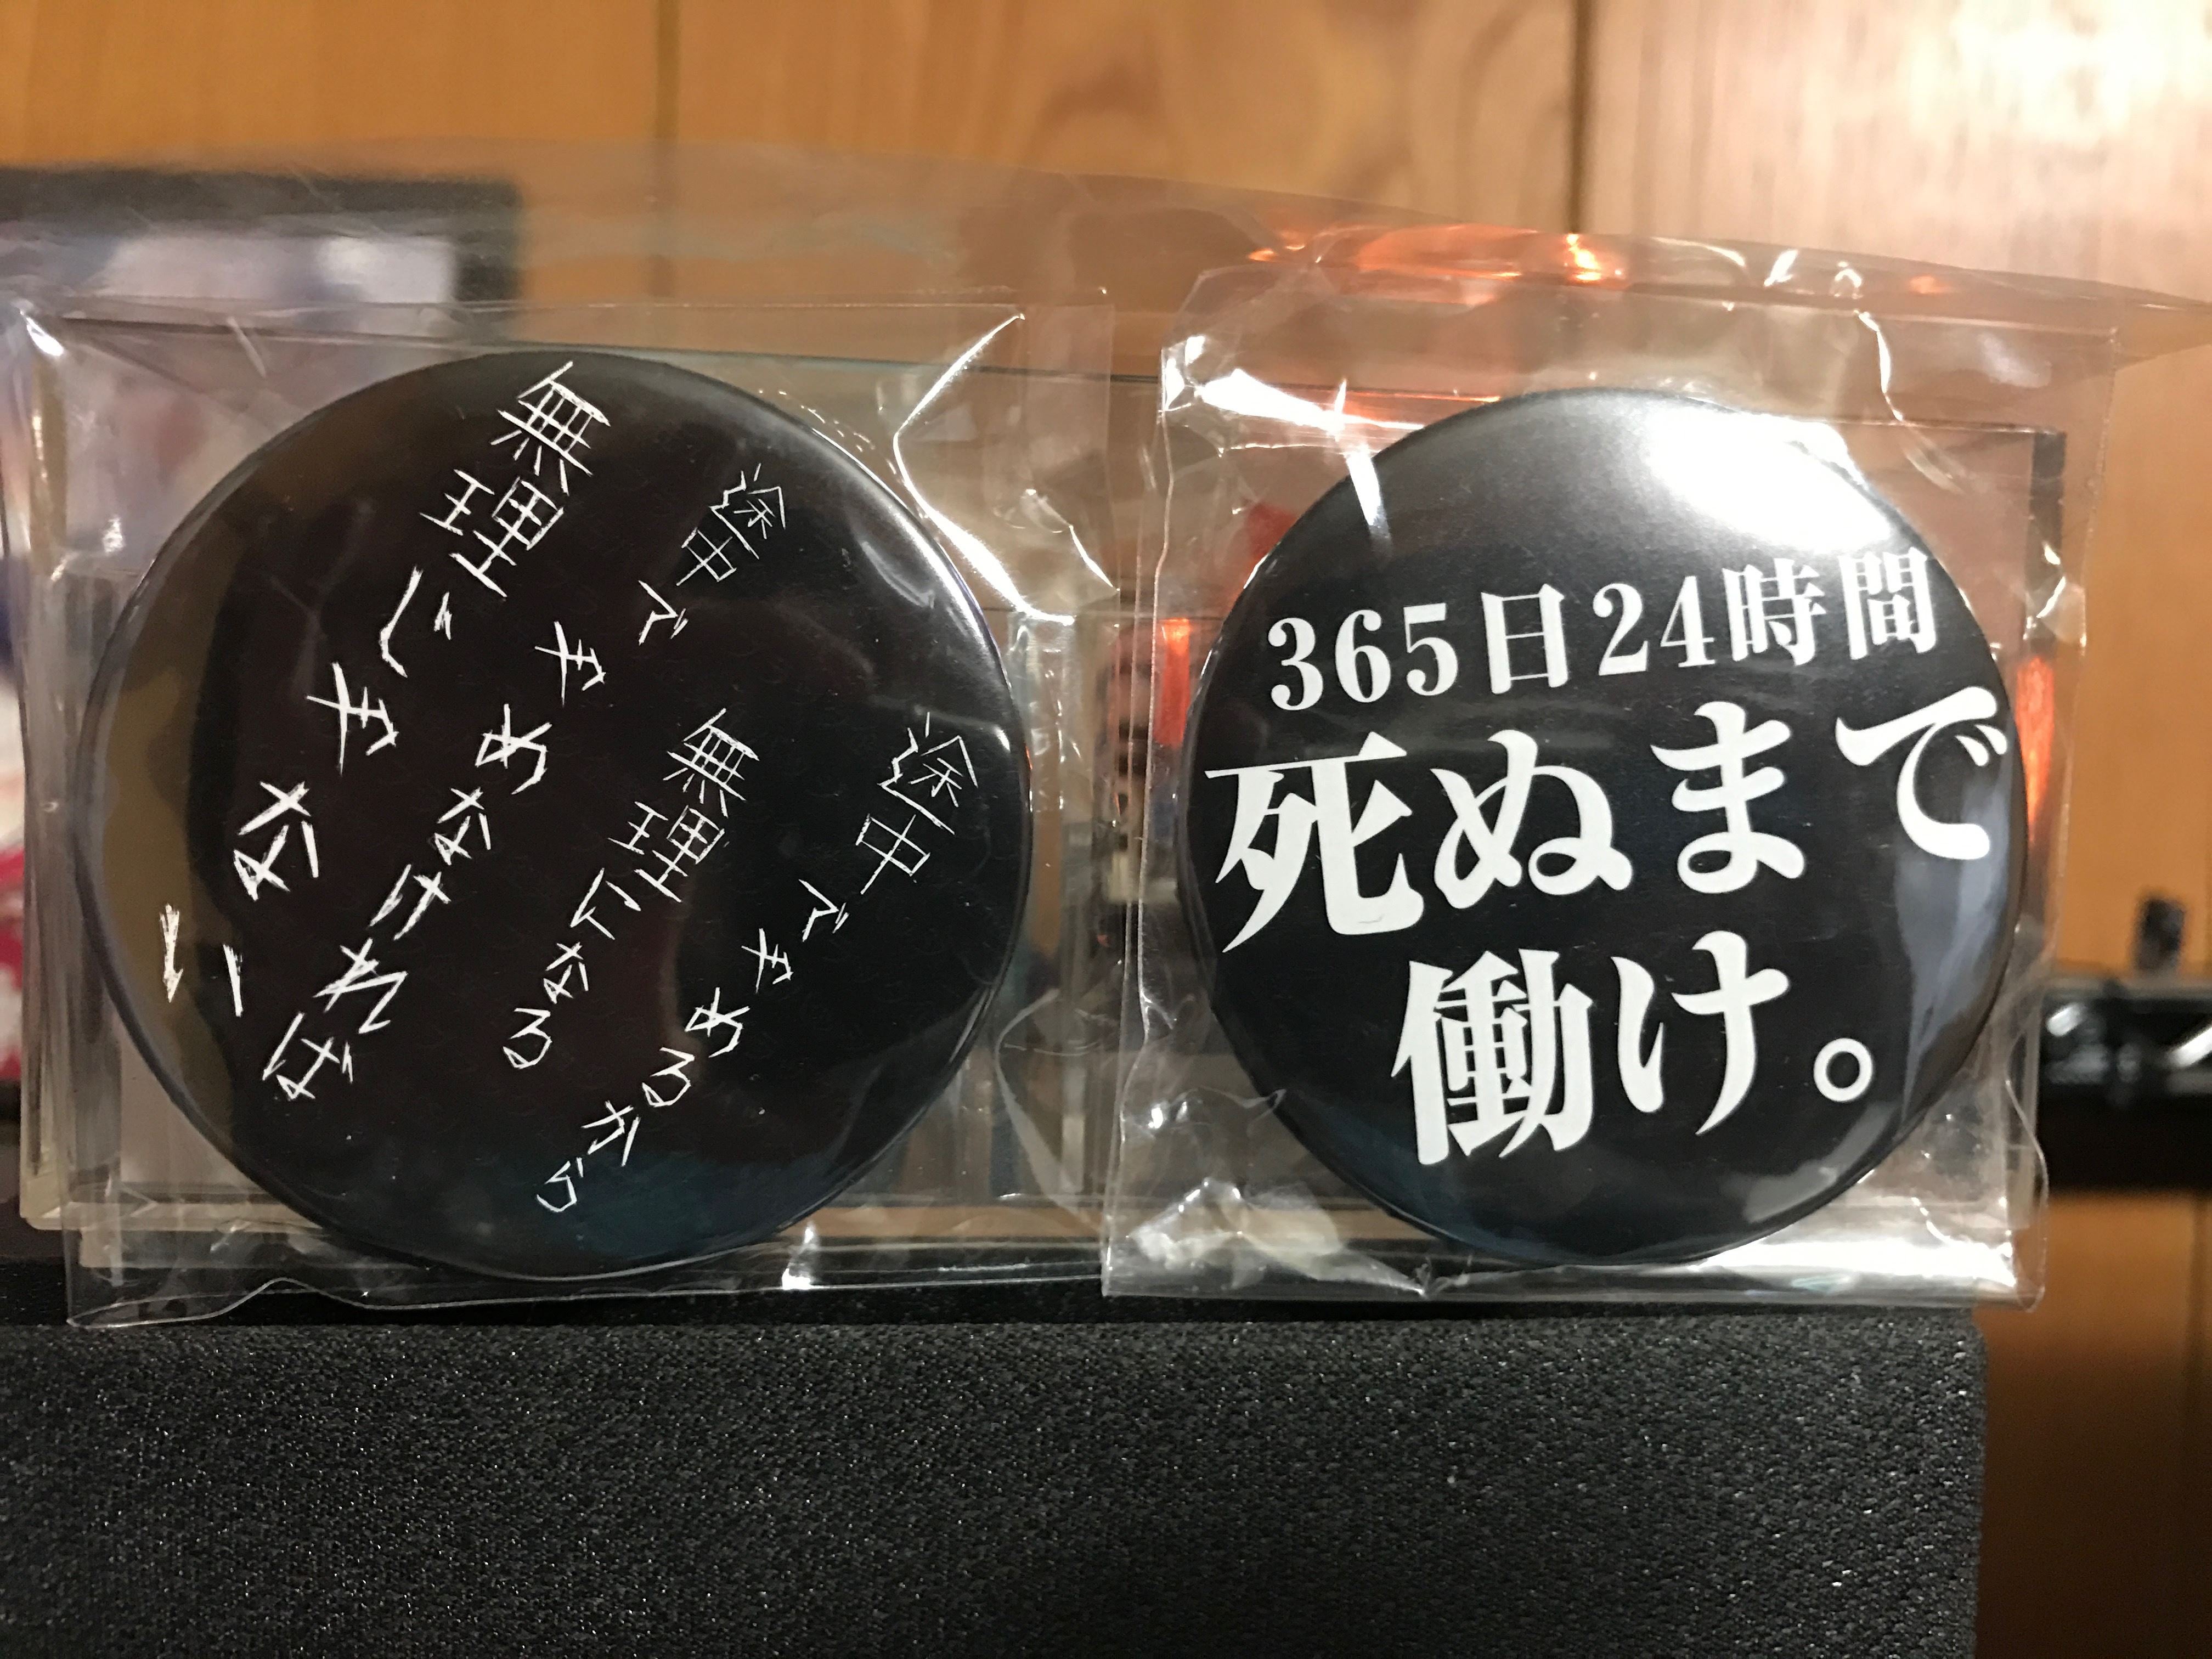 途中でやめるから
無理になる
途中でやめなければ
無理じゃない
365日24時間
死ぬまで
働け。